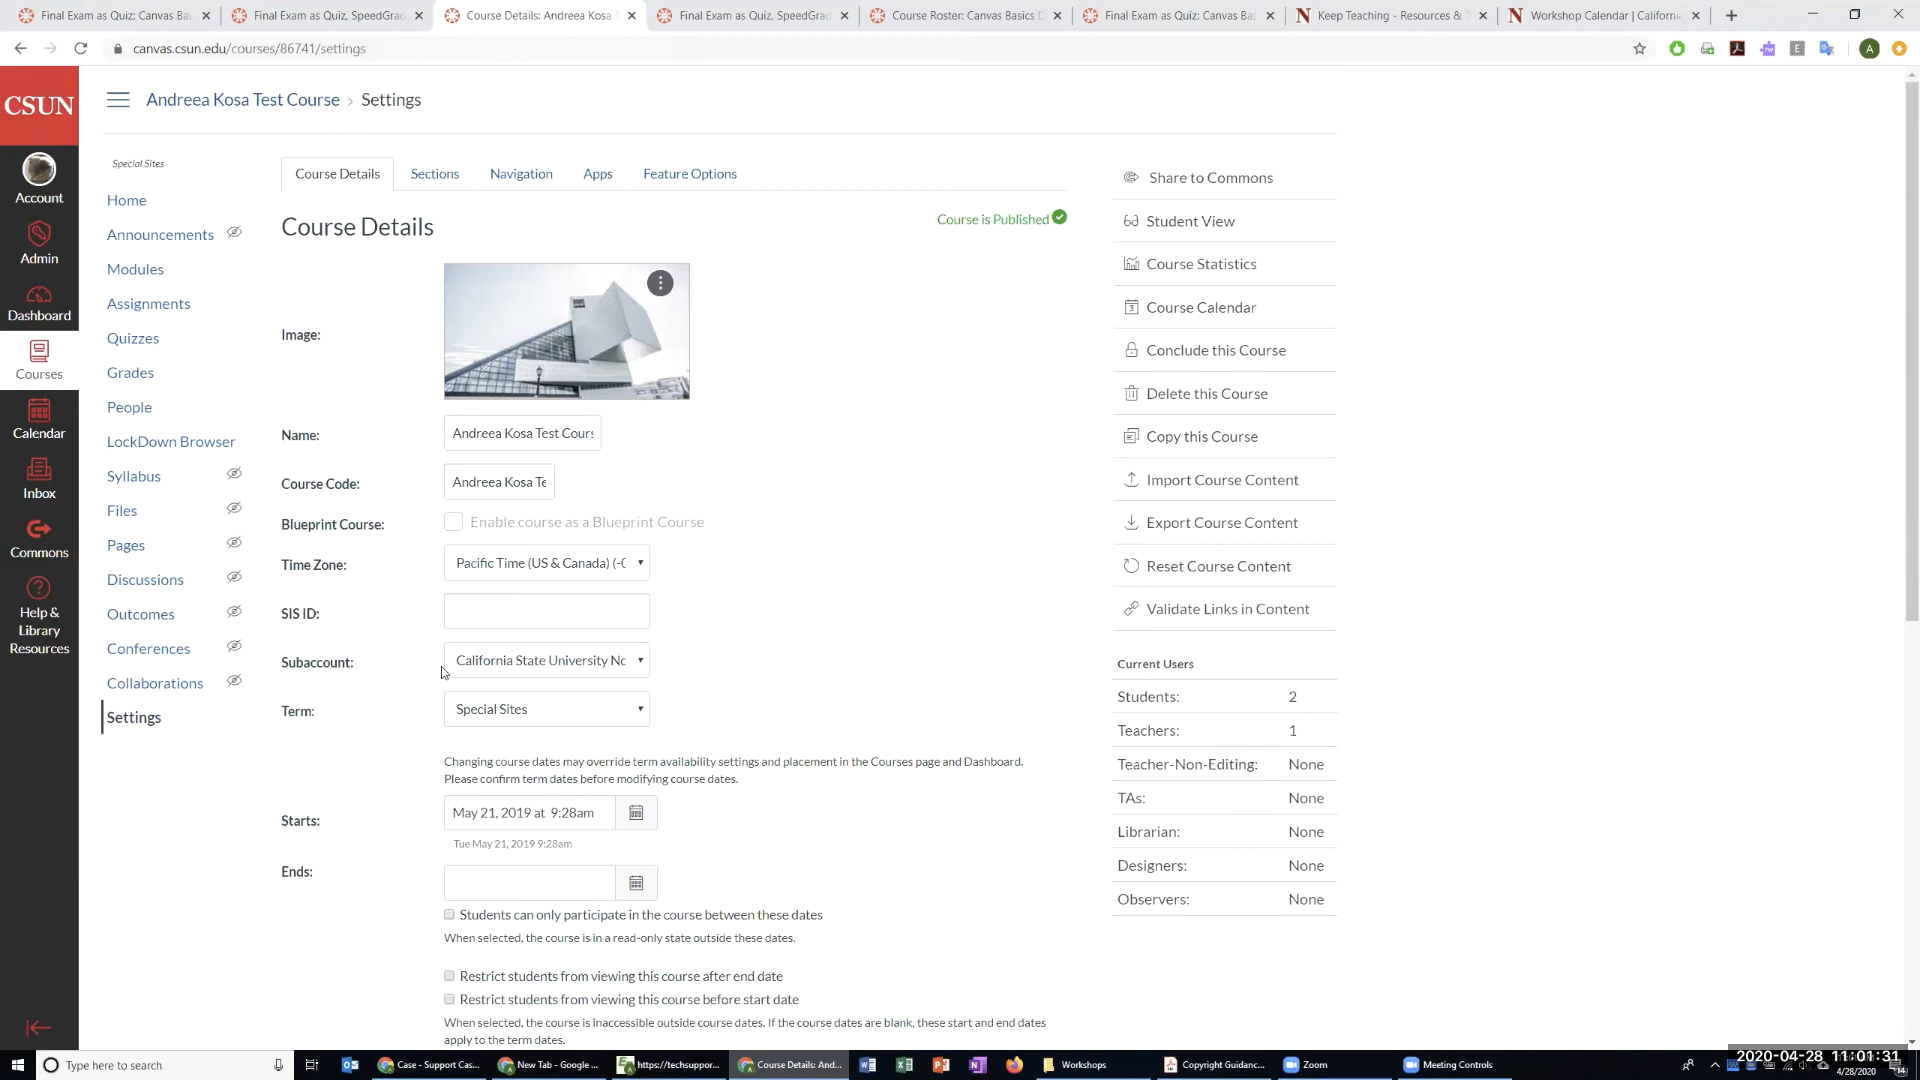 Final Exam as Quiz: Canvas Bas
Final Exam as Quiz, SpeedGrad
Course Details: Andreea Kosa
Final Exam as Quiz, SpeedGrad
Course Roster: Canvas Basics D
Final Exam as Quiz: Canvas Bas
Keep Teaching - Resources & T
Workshop Calendar | California
canvas.csun.edu/courses/86741/settings
CSUN
Andreea Kosa Test Course › Settings
Account
Admin
Dashboard
Courses
Calendar
Inbox
Commons
Help &
Library
Resources
Special Sites
Home
Announcements
Modules
Assignments
Quizzes
Grades
People
LockDown Browser
Syllabus
Files
Pages
Discussions
Outcomes
Conferences
Collaborations
Settings
Course Details
Sections
Navigation
Apps
Feature Options
Course Details
Course is Published
Image:
Name: Andreea Kosa Test Cours
Course Code: Andreea Kosa Te
Blueprint Course: Enable course as a Blueprint Course
Time Zone: Pacific Time (US & Canada) (-0
SIS ID:
Subaccount: California State University No
Term: Special Sites
Changing course dates may override term availability settings and placement in the Courses page and Dashboard.
Please confirm term dates before modifying course dates.
Starts: May 21, 2019 at 9:28am
Tue May 21, 2019 9:28am
Ends:
Students can only participate in the course between these dates
When selected, the course is in a read-only state outside these dates.
Restrict students from viewing this course after end date
Restrict students from viewing this course before start date
When selected, the course is inaccessible outside course dates. If the course dates are blank, these start and end dates
apply to the term dates.
Share to Commons
Student View
Course Statistics
Course Calendar
Conclude this Course
Delete this Course
Copy this Course
Import Course Content
Export Course Content
Reset Course Content
Validate Links in Content
Current Users
Students: 2
Teachers: 1
Teacher-Non-Editing: None
TAs: None
Librarian: None
Designers: None
Observers: None
Type here to search
Case - Support Cas...
New Tab - Google ...
https://techsuppor...
Course Details: And...
Workshops
Copyright Guidanc...
Zoom
Meeting Controls
2020-04-28 11:01:31
4/28/2020